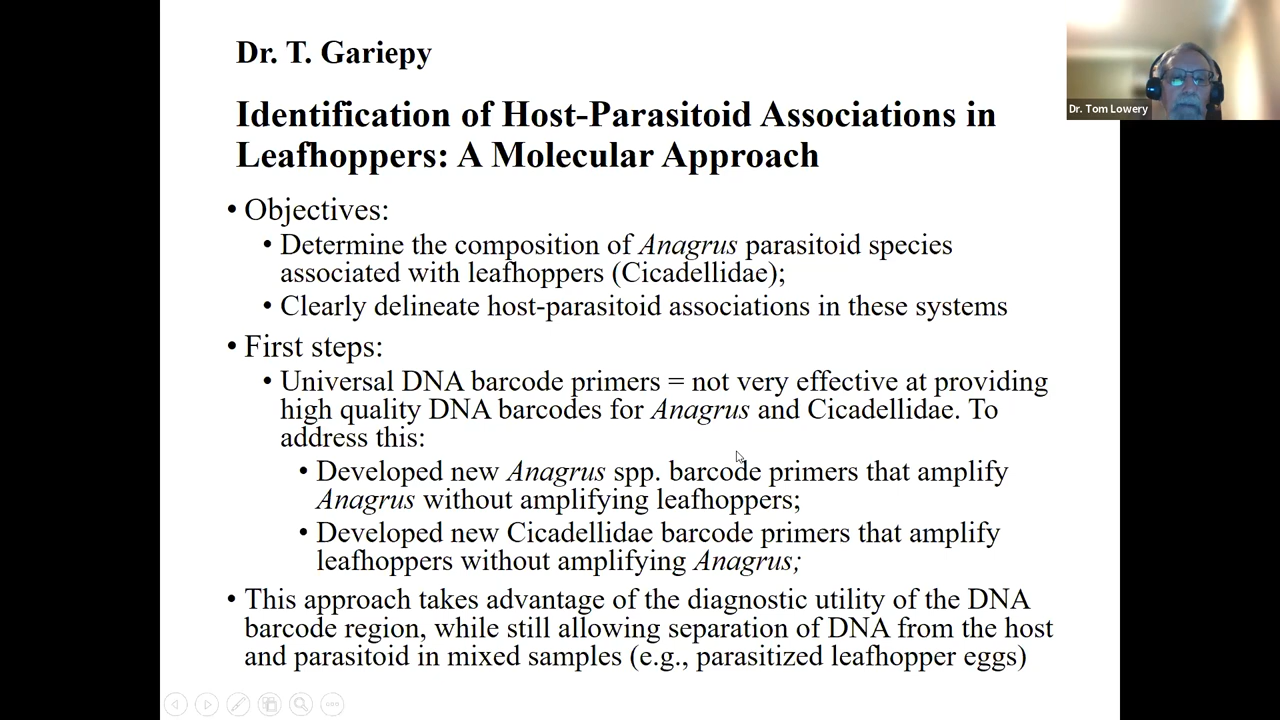 Dr. T. Gariepy
Dr. Tom Lowery
Identification of Host-Parasitoid Associations in
Leafhoppers: A Molecular Approach
• Objectives:
• Determine the composition of Anagrus parasitoid species
associated with leafhoppers (Cicadellidae);
• Clearly delineate host-parasitoid associations in these systems
• First steps:
• Universal DNA barcode primers = not very effective at providing
high quality DNA barcodes for Anagrus and Cicadellidae. To
address this:
• Developed new Anagrus spp. barcode primers that amplify
Anagrus without amplifying leafhoppers;
• Developed new Cicadellidae barcode primers that amplify
leafhoppers without amplifying Anagrus;
• This approach takes advantage of the diagnostic utility of the DNA
barcode region, while still allowing separation of DNA from the host
and parasitoid in mixed samples (e.g., parasitized leafhopper eggs)